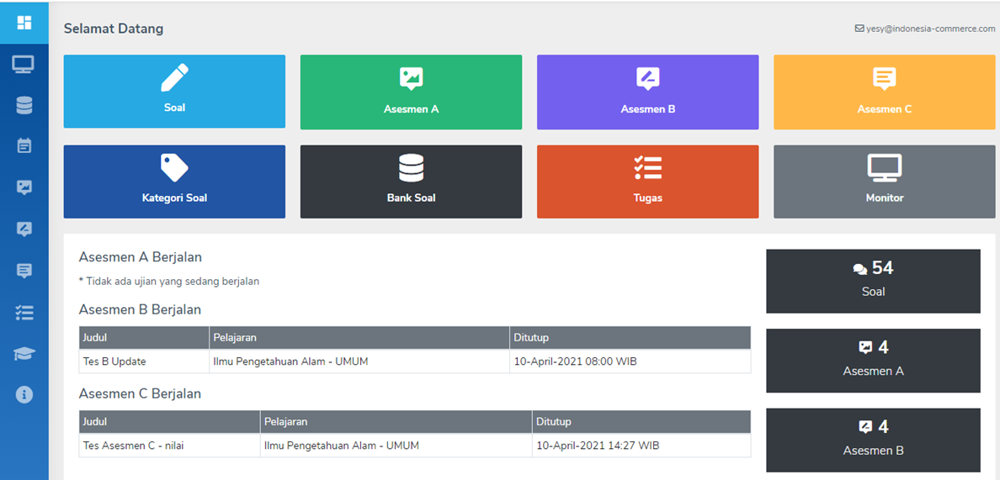 Selamat Datang
yesy@indonesia-commerce.com
Soal
Asesmen A
Asesmen B
Asesmen C
Kategori Soal
Bank Soal
Tugas
Monitor
Asesmen A Berjalan
* Tidak ada ujian yang sedang berjalan
Asesmen B Berjalan
Judul Pelajaran Ditutup
Tes B Update Ilmu Pengetahuan Alam - UMUM 10-April-2021 08:00 WIB
Asesmen C Berjalan
Judul Pelajaran Ditutup
Tes Asesmen C - nilai Ilmu Pengetahuan Alam - UMUM 10-April-2021 14:27 WIB
54
Soal
4
Asesmen A
4
Asesmen B